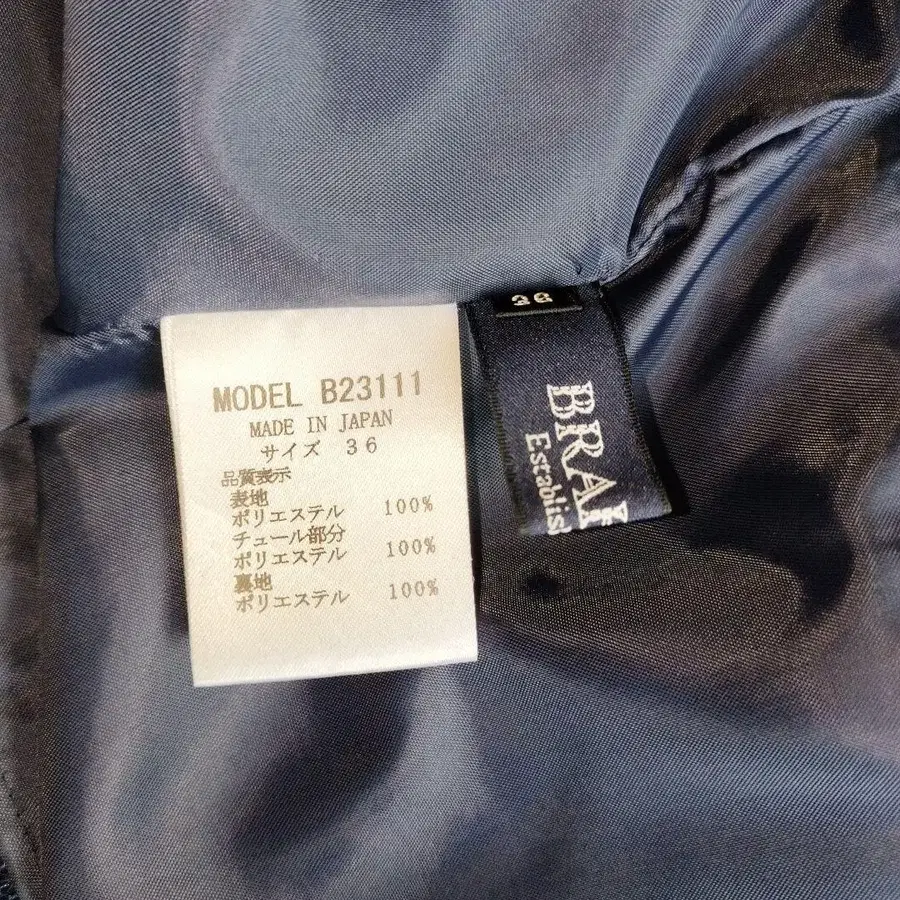 MODEL B23111
MADE IN JAPAN
サイズ 36
品質表示
表地
ポリエステル 100%
チュール部分
ポリエステル 100%
裏地
ポリエステル 100%
36